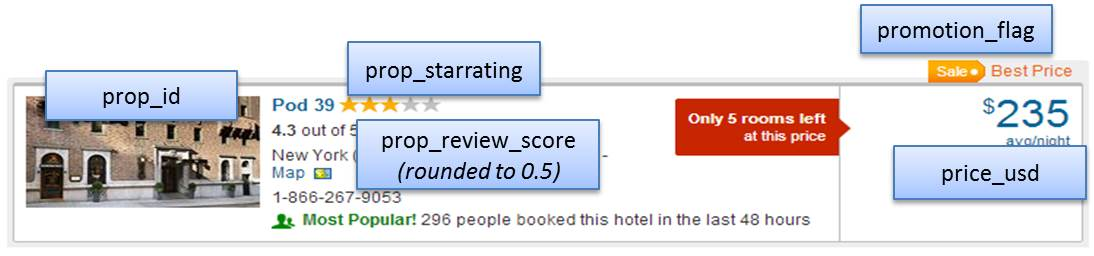 promotion_flag
prop_starrating
Sale Best Price
prop_id
Pod 39
$235
avg/night
Only 5 rooms left
at this price
4.3 out of 5
prop_review_score
(rounded to 0.5)
New York (
-
Map
price_usd
1-866-267-9053
Most Popular! 296 people booked this hotel in the last 48 hours